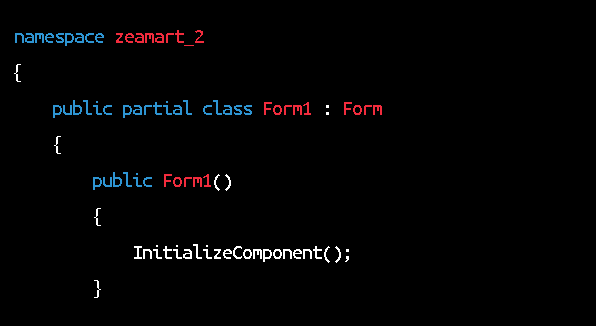 namespace zeamart_2
{
public partial class Form1 : Form
{
public Form1()
{
InitializeComponent();
}